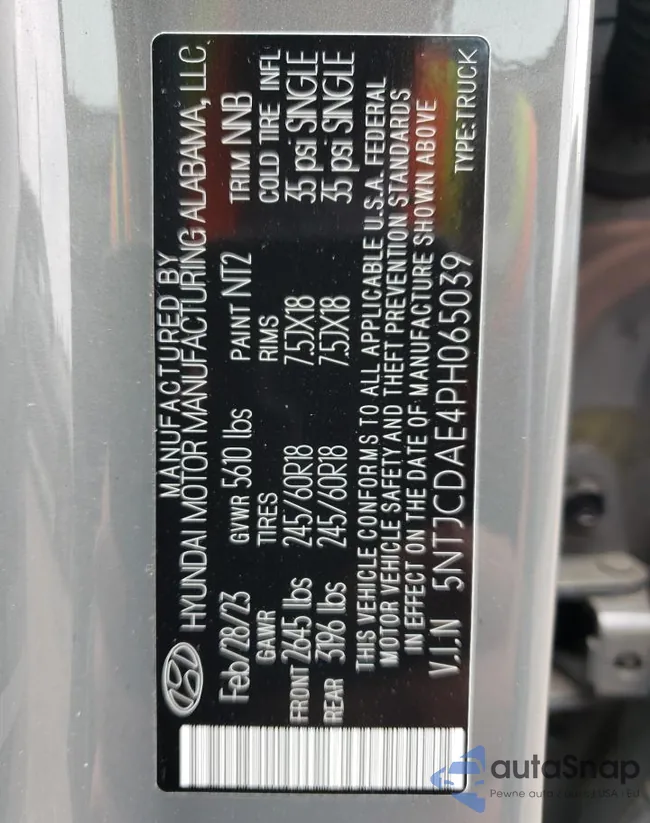 MANUFACTURED BY
HYUNDAI MOTOR MANUFACTURING ALABAMA, LLC
Feb/28/23 GVWR 5610 lbs PAINT NT2 TRIM NNB
GAWR TIRES RIMS COLD TIRE INFL
FRONT 2645 lbs 245/60R18 7.5JX18 35 psi SINGLE
REAR 3196 lbs 245/60R18 7.5JX18 35 psi SINGLE
THIS VEHICLE CONFORMS TO ALL APPLICABLE U.S.A. FEDERAL
MOTOR VEHICLE SAFETY AND THEFT PREVENTION STANDARDS
IN EFFECT ON THE DATE OF MANUFACTURE SHOWN ABOVE
V.I.N 5NTJCDAE4PH065039 TYPE:TRUCK
autoSnap
Pewne auto USA